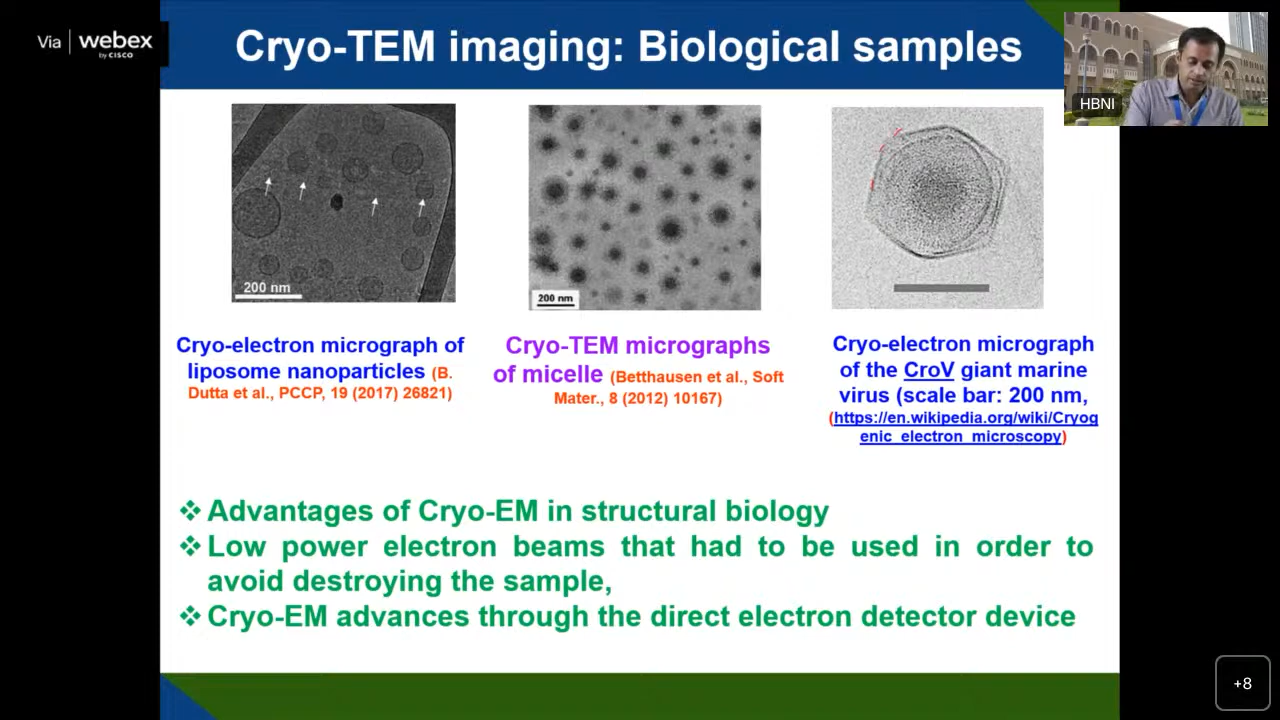 Via | webex
by CISCO
Cryo-TEM imaging: Biological samples
HBNI
200 nm
200 nm
Cryo-electron micrograph of
liposome nanoparticles (B.
Dutta et al., PCCP, 19 (2017) 26821)
Cryo-TEM micrographs
of micelle (Betthausen et al., Soft
Mater., 8 (2012) 10167)
Cryo-electron micrograph
of the CroV giant marine
virus (scale bar: 200 nm,
(https://en.wikipedia.org/wiki/Cryog
enic_electron_microscopy)
❖ Advantages of Cryo-EM in structural biology
❖ Low power electron beams that had to be used in order to
avoid destroying the sample,
❖ Cryo-EM advances through the direct electron detector device
+8